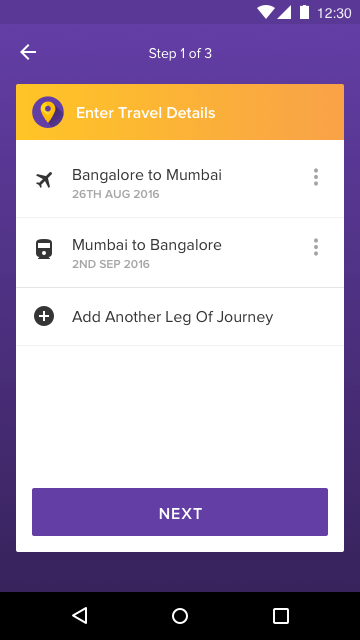 12:30
Step 1 of 3
Enter Travel Details
Bangalore to Mumbai
26TH AUG 2016
Mumbai to Bangalore
2ND SEP 2016
Add Another Leg Of Journey
NEXT